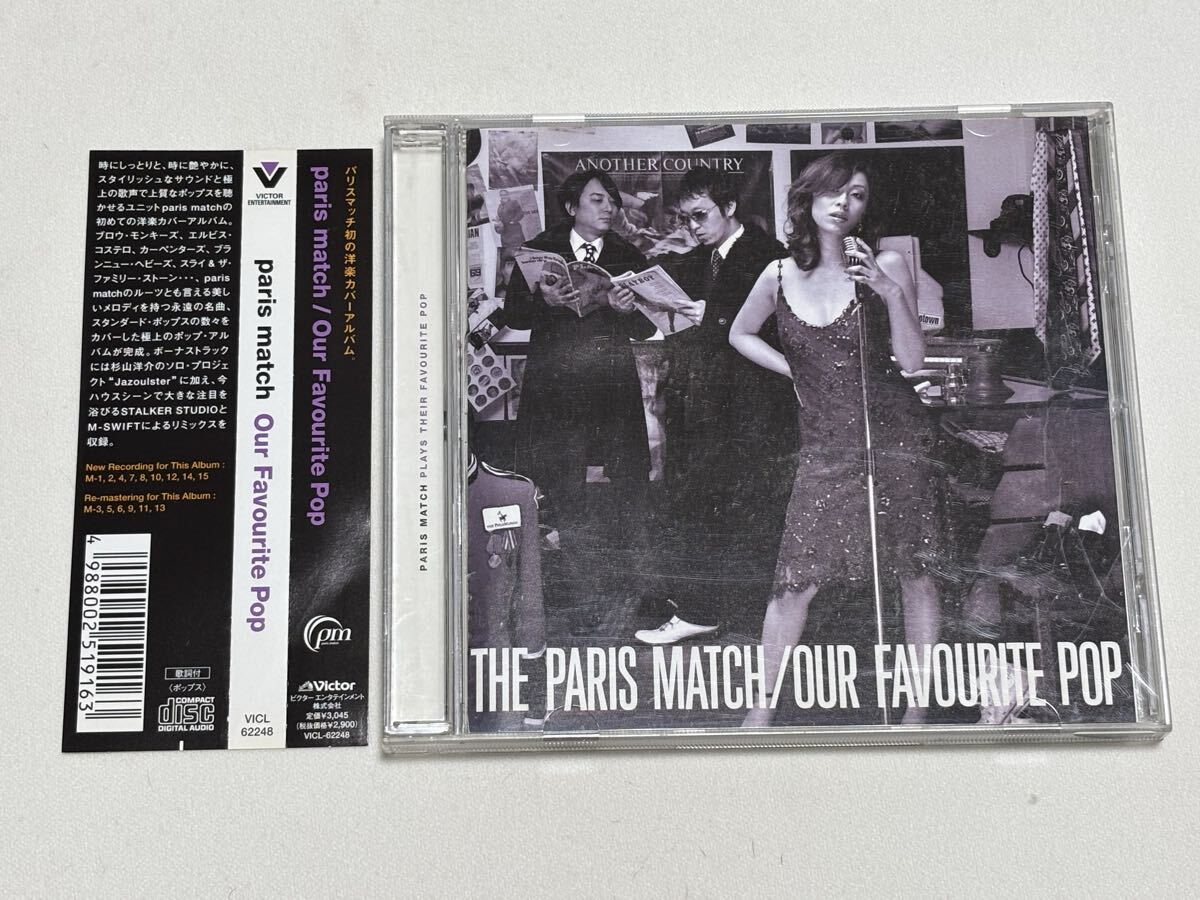 時にしっとりと、時に艶やかに、
スタイリッシュなサウンドと極
上の歌声で上質なポップスを聴
かせるユニットparis matchの
初めての洋楽カバーアルバム。
ブロウ・モンキーズ、エルビス・
コステロ、カーペンターズ、ブラ
ンニュー・ヘビーズ、スライ&ザ・
ファミリー・ストーン・・・、paris
matchのルーツとも言える美し
いメロディを持つ永遠の名曲、
スタンダード・ポップスの数々を
カバーした極上のポップ・アル
バムが完成。ボーナストラック
には杉山洋介のソロ・プロジェ
クト“Jazoulster”に加え、今
ハウスシーンで大きな注目を
浴びるSTALKER STUDIOと
M-SWIFTによるリミックスを
収録。
New Recording for This Album :
M-1, 2, 4, 7, 8, 10, 12, 14, 15
Re-mastering for This Album :
M-3, 5, 6, 9, 11, 13
4 988002 519163
歌詞付
〈ポップス〉
COMPACT
disc
DIGITAL AUDIO
VICTOR
ENTERTAINMENT
paris match Our Favourite Pop
VICL
62248
パリスマッチ初の洋楽カバーアルバム。
paris match / Our Favourite Pop
pm
Victor
ビクターエンタテインメント
株式会社
定価¥3,045
(税抜価格¥2,900)
VICL-62248
PARIS MATCH PLAYS THEIR FAVOURITE POP
ANOTHER COUNTRY
PLAYBOY
THE PARIS MATCH/OUR FAVOURITE POP